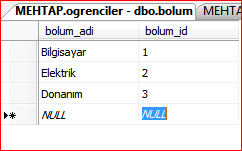 MEHTAP.ogrenciler - dbo.bolum MEHTA
bolum_adi bolum_id
Bilgisayar 1
Elektrik 2
Donanım 3
NULL NULL